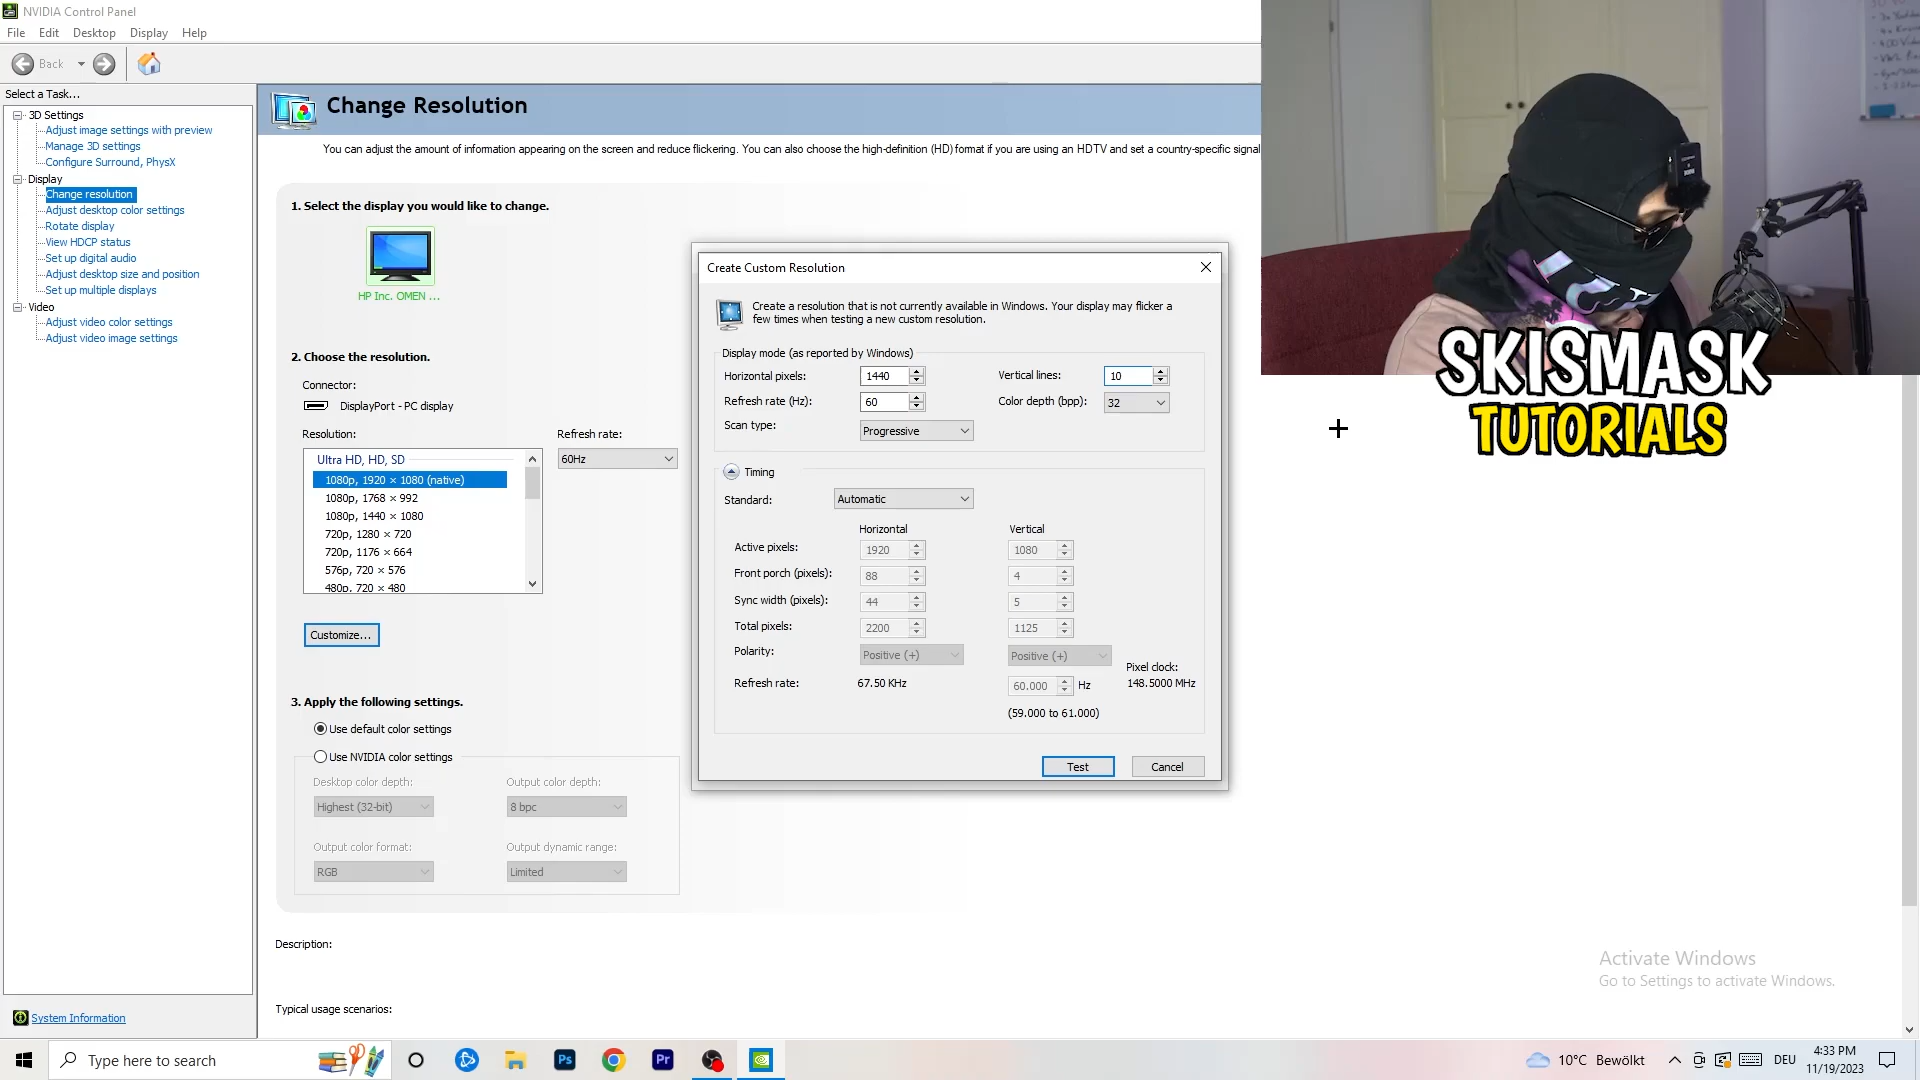 NVIDIA Control Panel
File Edit Desktop Display Help
Back
Select a Task...
3D Settings
Adjust image settings with preview
Manage 3D settings
Configure Surround, PhysX
Display
Change resolution
Adjust desktop color settings
Rotate display
View HDCP status
Set up digital audio
Adjust desktop size and position
Set up multiple displays
Video
Adjust video color settings
Adjust video image settings
System Information
Change Resolution
You can adjust the amount of information appearing on the screen and reduce flickering. You can also choose the high-definition (HD) format if you are using an HDTV and set a country-specific signal
1. Select the display you would like to change.
HP Inc. OMEN ...
2. Choose the resolution.
Connector:
DisplayPort - PC display
Resolution:
Refresh rate:
Ultra HD, HD, SD
60Hz
1080p, 1920 × 1080 (native)
1080p, 1768 × 992
1080p, 1440 × 1080
720p, 1280 × 720
720p, 1176 × 664
576p, 720 × 576
480p, 720 × 480
Customize...
3. Apply the following settings.
Use default color settings
Use NVIDIA color settings
Desktop color depth:
Output color depth:
Highest (32-bit)
8 bpc
Output color format:
Output dynamic range:
RGB
Limited
Description:
Typical usage scenarios:
Create Custom Resolution
Create a resolution that is not currently available in Windows. Your display may flicker a
few times when testing a new custom resolution.
Display mode (as reported by Windows)
Horizontal pixels: 1440
Vertical lines: 10
Refresh rate (Hz): 60
Color depth (bpp): 32
Scan type: Progressive
Timing
Standard: Automatic
Horizontal Vertical
Active pixels: 1920 1080
Front porch (pixels): 88 4
Sync width (pixels): 44 5
Total pixels: 2200 1125
Polarity: Positive (+) Positive (+)
Pixel clock:
Refresh rate: 67.50 KHz 60.000 Hz 148.5000 MHz
(59.000 to 61.000)
Test Cancel
SKISMASK
TUTORIALS
Activate Windows
Go to Settings to activate Windows.
Type here to search
Ps
Pr
10°C Bewölkt
DEU
4:33 PM
11/19/2023